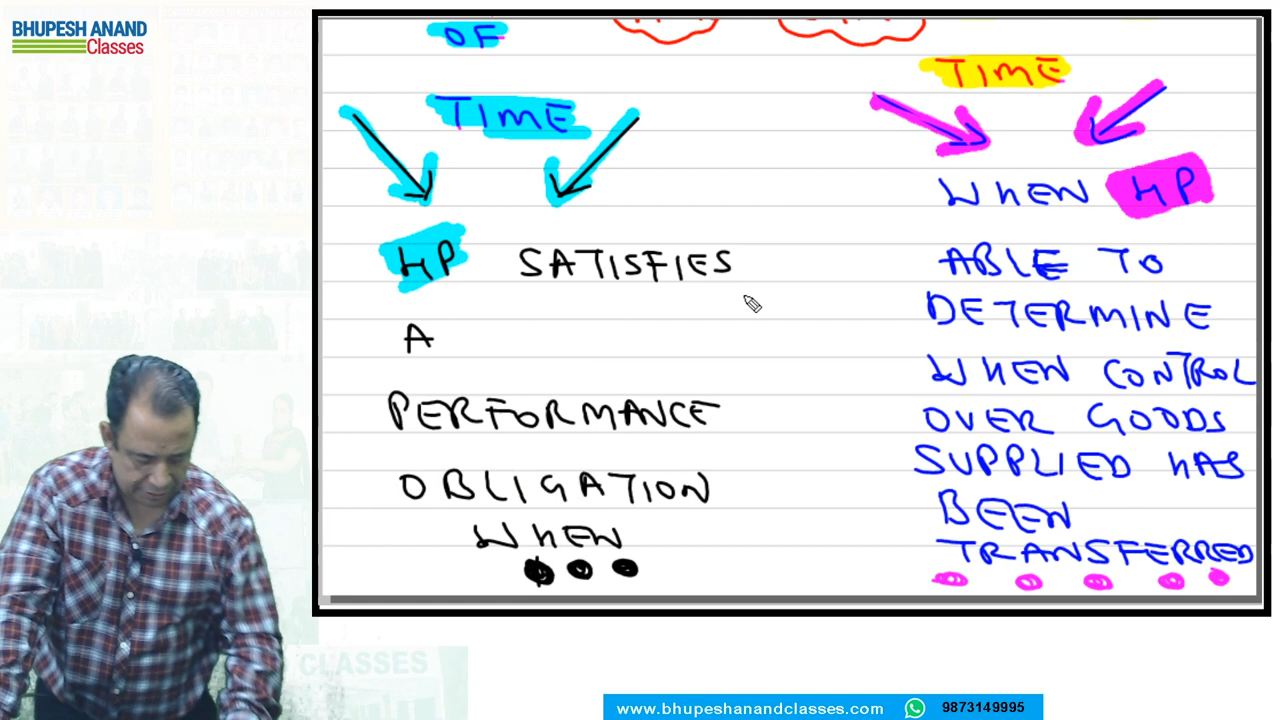 BHUPESH ANAND
Classes
OF
TIME
HP SATISFIES
A
PERFORMANCE
OBLIGATION
WHEN
TIME
WHEN HP
ABLE TO
DETERMINE
WHEN CONTROL
OVER GOODS
SUPPLIED HAS
BEEN
TRANSFERRED
CLASSES
www.bhupeshanandclasses.com
9873149995